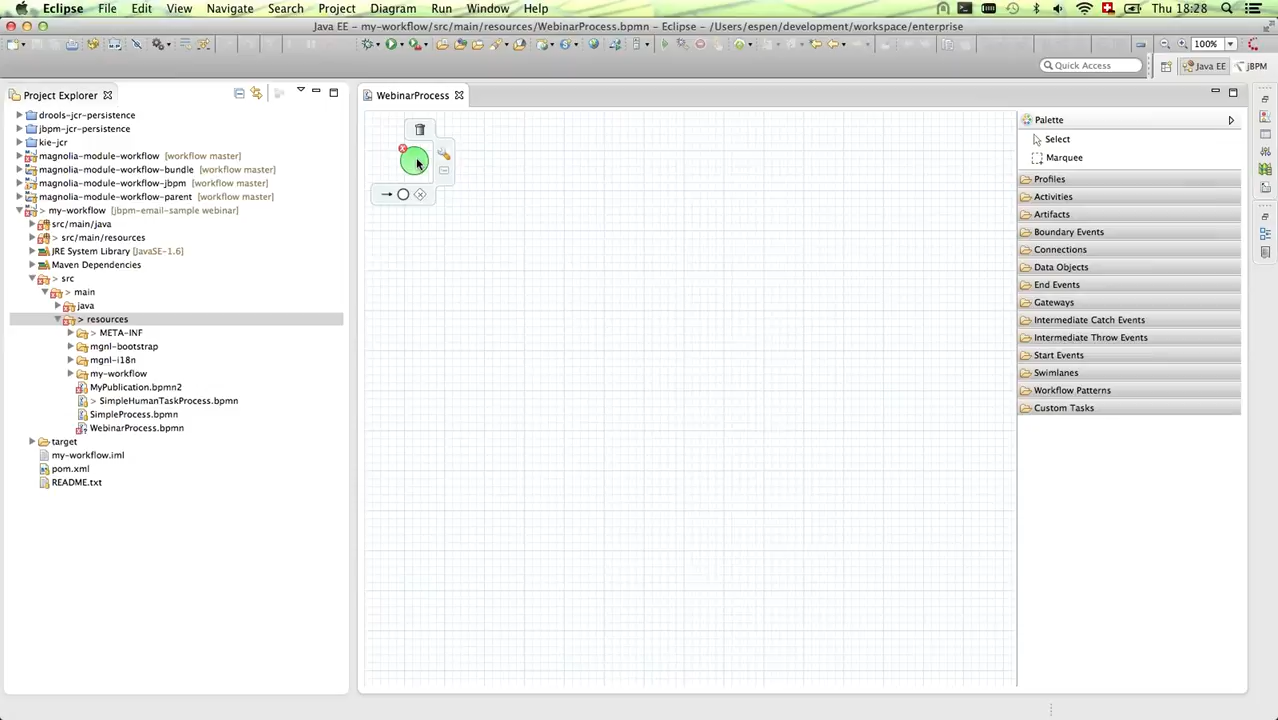 Eclipse File Edit View Navigate Search Project Diagram Run Window Help Thu 18:28
Java EE - my-workflow/src/main/resources/WebinarProcess.bpmn - Eclipse - /Users/espen/development/workspace/enterprise
100%
Quick Access Java EE jBPM
Project Explorer
WebinarProcess
drools-jcr-persistence
jbpm-jcr-persistence
kie-jcr
magnolia-module-workflow [workflow master]
magnolia-module-workflow-bundle [workflow master]
magnolia-module-workflow-jbpm [workflow master]
magnolia-module-workflow-parent [workflow master]
> my-workflow [jbpm-email-sample webinar]
src/main/java
> src/main/resources
JRE System Library [JavaSE-1.6]
Maven Dependencies
> src
> main
java
> resources
> META-INF
mgnl-bootstrap
mgnl-i18n
my-workflow
MyPublication.bpmn2
> SimpleHumanTaskProcess.bpmn
SimpleProcess.bpmn
WebinarProcess.bpmn
target
my-workflow.iml
pom.xml
README.txt
Palette
Select
Marquee
Profiles
Activities
Artifacts
Boundary Events
Connections
Data Objects
End Events
Gateways
Intermediate Catch Events
Intermediate Throw Events
Start Events
Swimlanes
Workflow Patterns
Custom Tasks